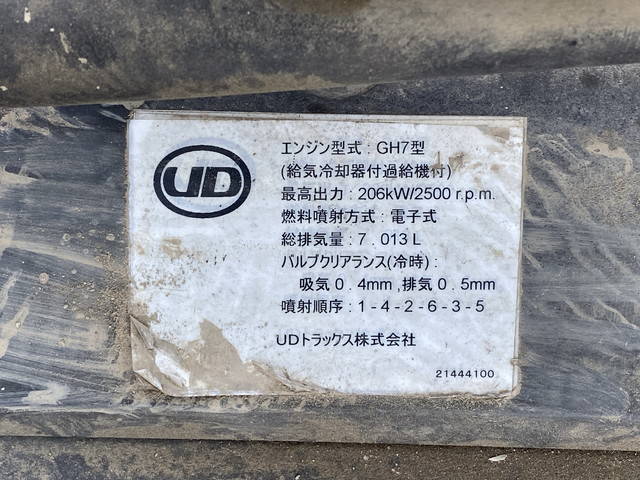 UD
エンジン型式 : GH7型
(給気冷却器付過給機付)
最高出力 : 206kW/2500 r.p.m.
燃料噴射方式 : 電子式
総排気量 : 7 . 013 L
バルブクリアランス(冷時) :
吸気 0 . 4mm ,排気 0 . 5mm
噴射順序 : 1 - 4 - 2 - 6 - 3 - 5
UDトラックス株式会社
21444100